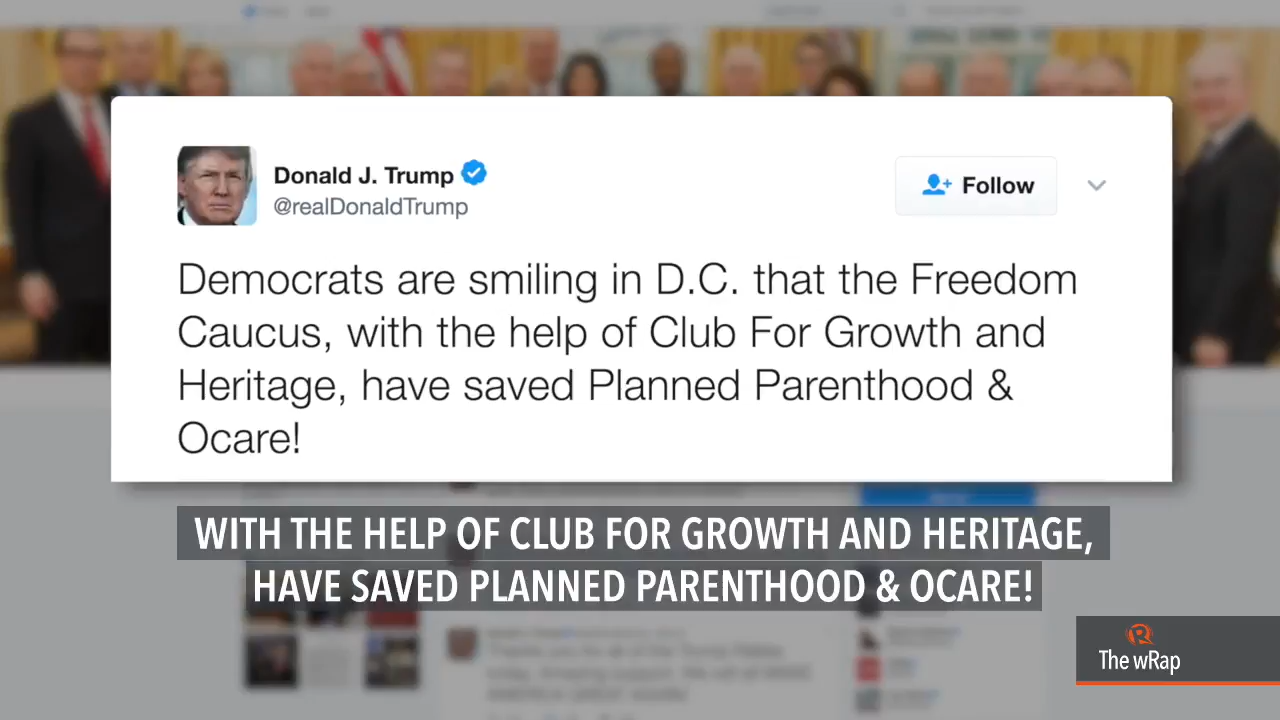 Donald J. Trump
@realDonaldTrump
Follow
Democrats are smiling in D.C. that the Freedom
Caucus, with the help of Club For Growth and
Heritage, have saved Planned Parenthood &
Ocare!
WITH THE HELP OF CLUB FOR GROWTH AND HERITAGE,
HAVE SAVED PLANNED PARENTHOOD & OCARE!
The wRap